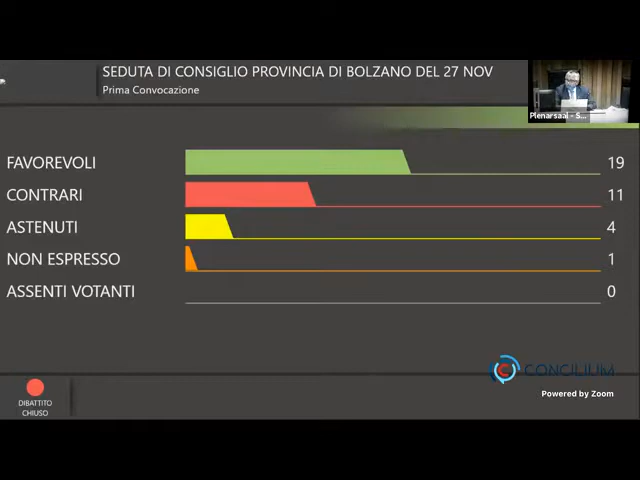 SEDUTA DI CONSIGLIO PROVINCIA DI BOLZANO DEL 27 NOV
Prima Convocazione
Plenarsaal - S...
FAVOREVOLI 19
CONTRARI 11
ASTENUTI 4
NON ESPRESSO 1
ASSENTI VOTANTI 0
CONCILIUM
Powered by Zoom
DIBATTITO
CHIUSO